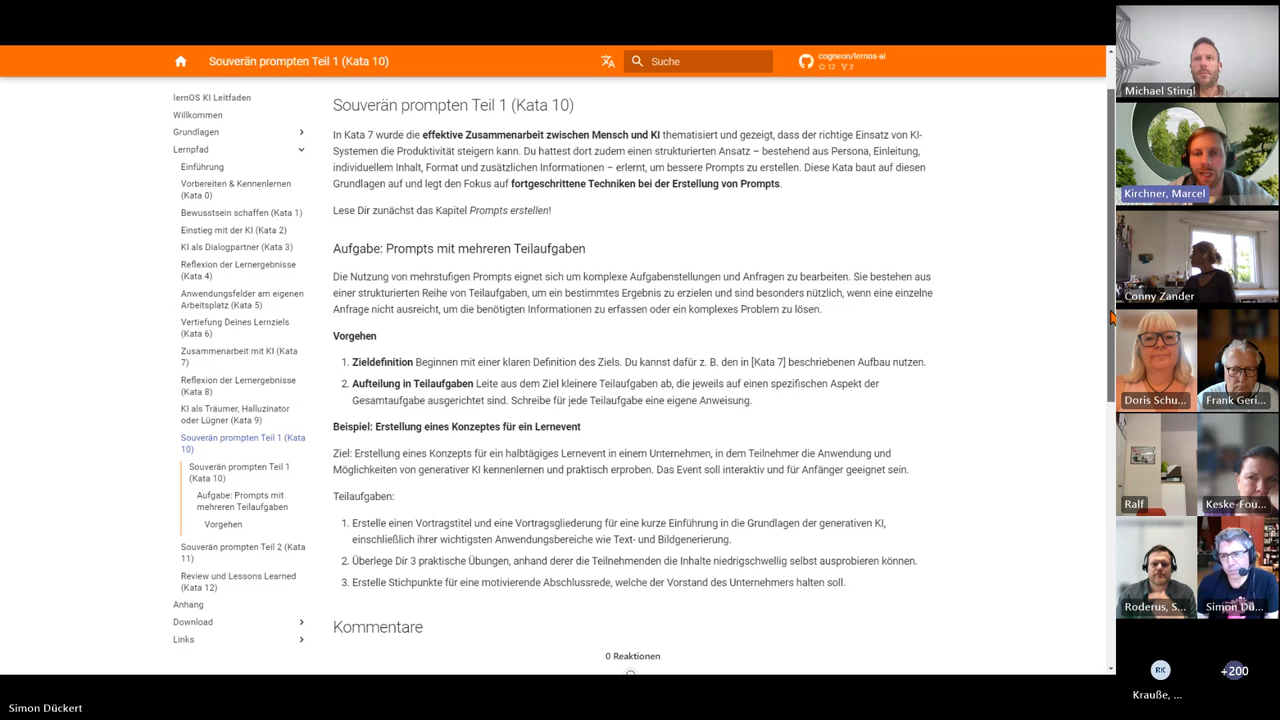 Souverän prompten Teil 1 (Kata 10)
Suche
cogneon/lernos-ai
12 2
lernOS KI Leitfaden
Willkommen
Grundlagen
Lernpfad
Einführung
Vorbereiten & Kennenlernen
(Kata 0)
Bewusstsein schaffen (Kata 1)
Einstieg mit der KI (Kata 2)
KI als Dialogpartner (Kata 3)
Reflexion der Lernergebnisse
(Kata 4)
Anwendungsfelder am eigenen
Arbeitsplatz (Kata 5)
Vertiefung Deines Lernziels
(Kata 6)
Zusammenarbeit mit KI (Kata
7)
Reflexion der Lernergebnisse
(Kata 8)
KI als Träumer, Halluzinator
oder Lügner (Kata 9)
Souverän prompten Teil 1 (Kata
10)
Souverän prompten Teil 1
(Kata 10)
Aufgabe: Prompts mit
mehreren Teilaufgaben
Vorgehen
Souverän prompten Teil 2 (Kata
11)
Review und Lessons Learned
(Kata 12)
Anhang
Download
Links
Souverän prompten Teil 1 (Kata 10)
In Kata 7 wurde die effektive Zusammenarbeit zwischen Mensch und KI thematisiert und gezeigt, dass der richtige Einsatz von KI-
Systemen die Produktivität steigern kann. Du hattest dort zudem einen strukturierten Ansatz – bestehend aus Persona, Einleitung,
individuellem Inhalt, Format und zusätzlichen Informationen – erlernt, um bessere Prompts zu erstellen. Diese Kata baut auf diesen
Grundlagen auf und legt den Fokus auf fortgeschrittene Techniken bei der Erstellung von Prompts.
Lese Dir zunächst das Kapitel Prompts erstellen!
Aufgabe: Prompts mit mehreren Teilaufgaben
Die Nutzung von mehrstufigen Prompts eignet sich um komplexe Aufgabenstellungen und Anfragen zu bearbeiten. Sie bestehen aus
einer strukturierten Reihe von Teilaufgaben, um ein bestimmtes Ergebnis zu erzielen und sind besonders nützlich, wenn eine einzelne
Anfrage nicht ausreicht, um die benötigten Informationen zu erfassen oder ein komplexes Problem zu lösen.
Vorgehen
1. Zieldefinition Beginnen mit einer klaren Definition des Ziels. Du kannst dafür z. B. den in [Kata 7] beschriebenen Aufbau nutzen.
2. Aufteilung in Teilaufgaben Leite aus dem Ziel kleinere Teilaufgaben ab, die jeweils auf einen spezifischen Aspekt der
Gesamtaufgabe ausgerichtet sind. Schreibe für jede Teilaufgabe eine eigene Anweisung.
Beispiel: Erstellung eines Konzeptes für ein Lernevent
Ziel: Erstellung eines Konzepts für ein halbtägiges Lernevent in einem Unternehmen, in dem Teilnehmer die Anwendung und
Möglichkeiten von generativer KI kennenlernen und praktisch erproben. Das Event soll interaktiv und für Anfänger geeignet sein.
Teilaufgaben:
1. Erstelle einen Vortragstitel und eine Vortragsgliederung für eine kurze Einführung in die Grundlagen der generativen KI,
einschließlich ihrer wichtigsten Anwendungsbereiche wie Text- und Bildgenerierung.
2. Überlege Dir 3 praktische Übungen, anhand derer die Teilnehmenden die Inhalte niedrigschwellig selbst ausprobieren können.
3. Erstelle Stichpunkte für eine motivierende Abschlussrede, welche der Vorstand des Unternehmens halten soll.
Kommentare
0 Reaktionen
Michael Stingl
Kirchner, Marcel
Conny Zander
Doris Schu...
Frank Geri...
Ralf
Keske-Fou...
Roderus, S...
Simon Dü...
RK
+200
Krauße, ...
Simon Dückert